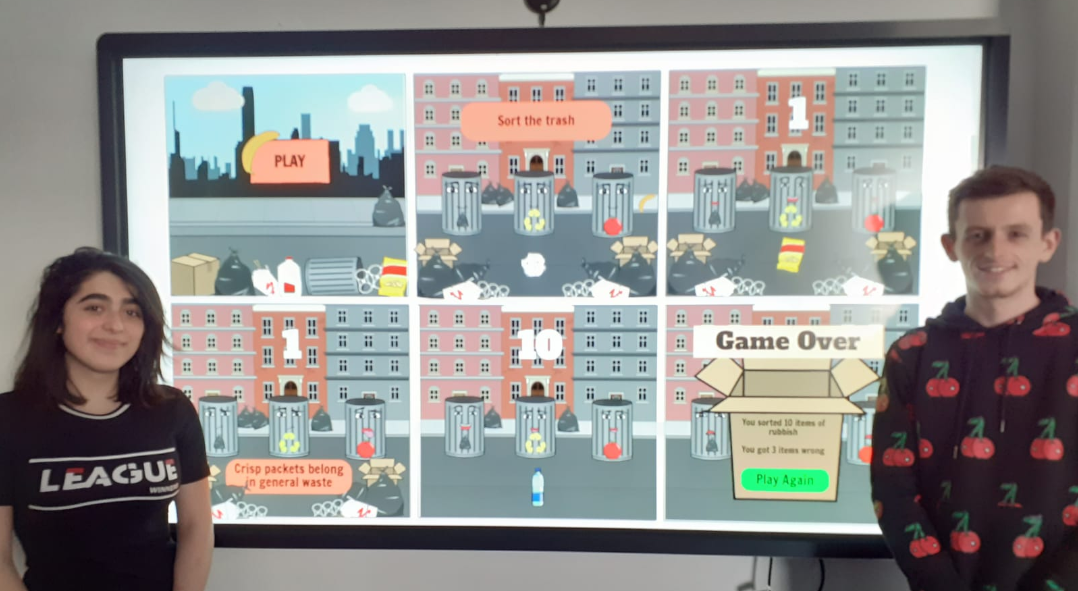 PLAY
Sort the trash
1
1
Crisp packets belong
in general waste
10
Game Over
You sorted 10 items of
rubbish
You got 3 items wrong
Play Again
LEAGUE